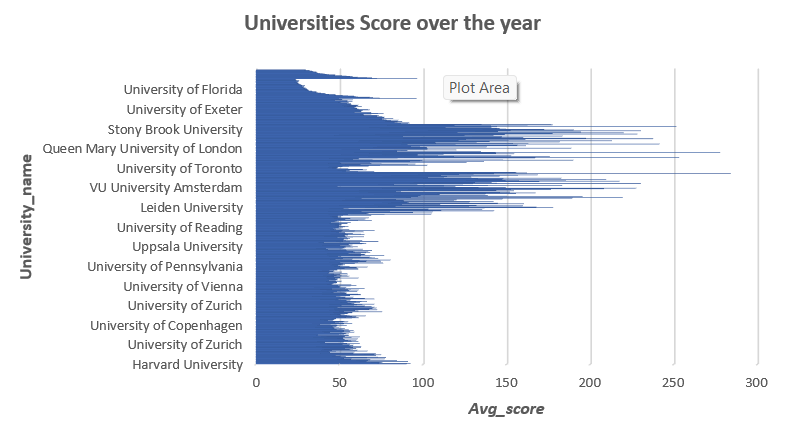 Universities Score over the year
Plot Area
University_name
University of Florida
University of Exeter
Stony Brook University
Queen Mary University of London
University of Toronto
VU University Amsterdam
Leiden University
University of Reading
Uppsala University
University of Pennsylvania
University of Vienna
University of Zurich
University of Copenhagen
University of Zurich
Harvard University
0 50 100 150 200 250 300
Avg_score